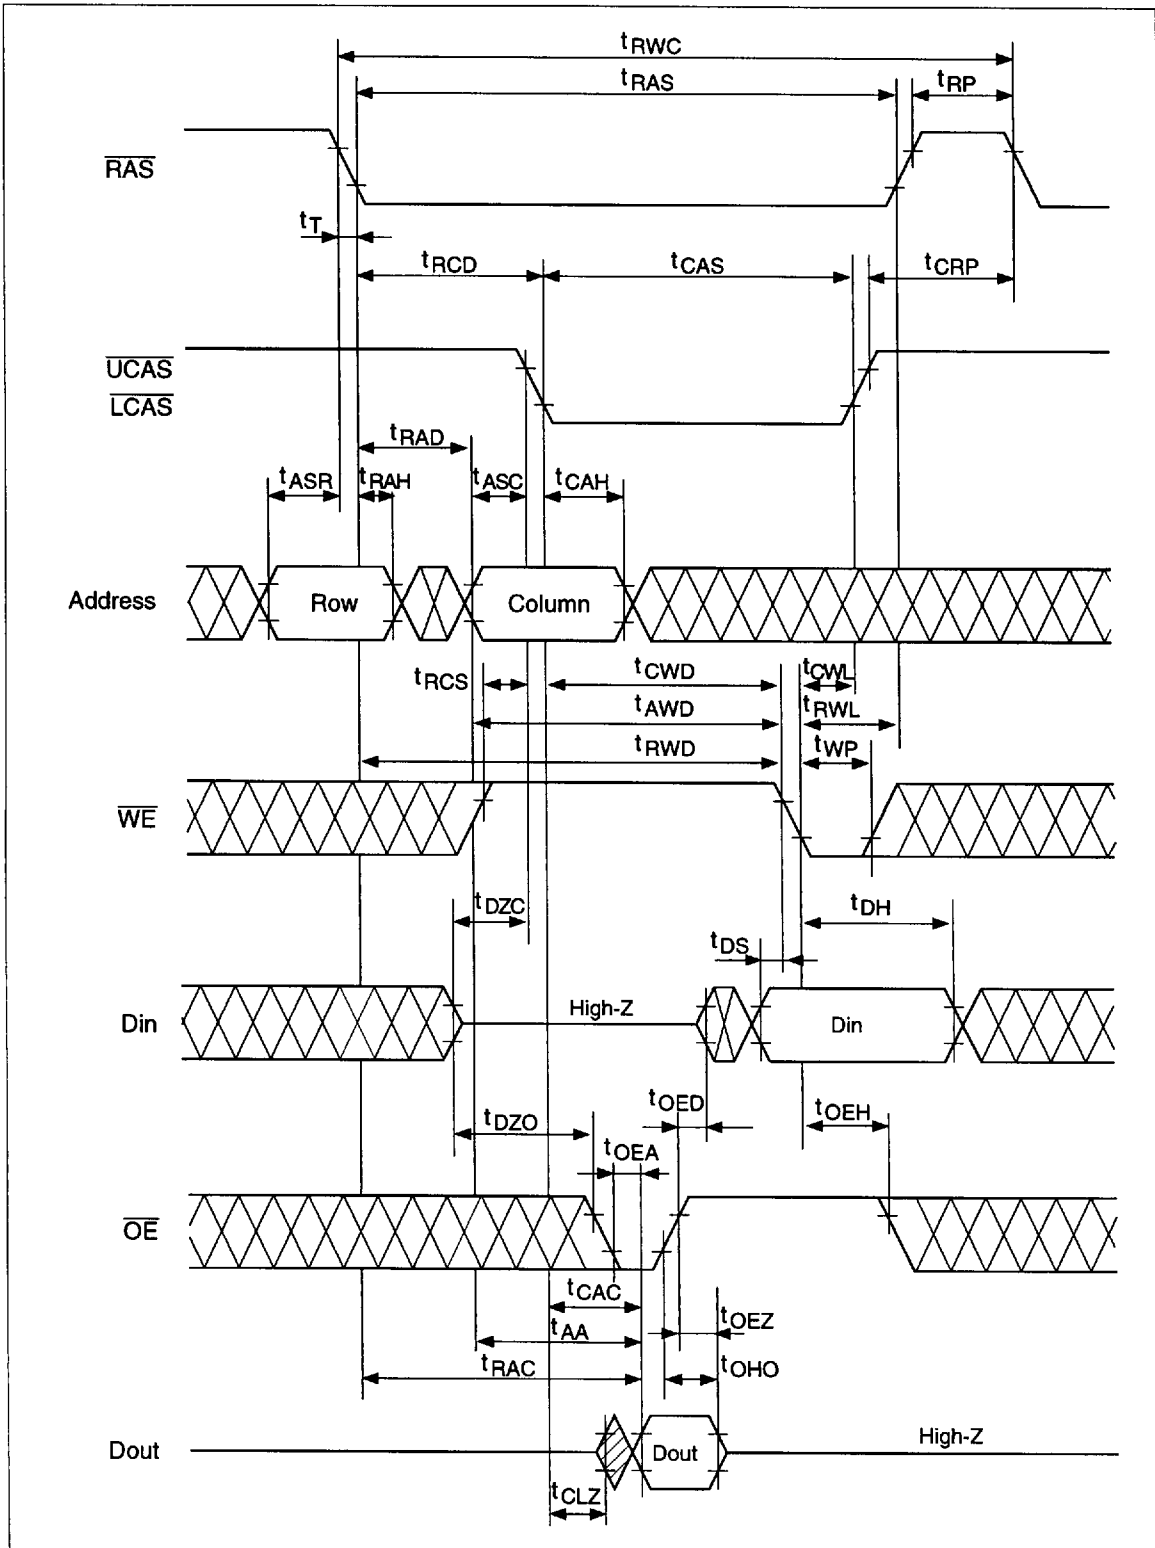 tRWC
tRAS
tRP
RAS
tT
tRCD
tCAS
tCRP
UCAS
LCAS
tRAD
tASR
tRAH
tASC
tCAH
Address
Row
Column
tRCS
tCWD
tCWL
tAWD
tRWL
tRWD
tWP
WE
tDZC
tDH
tDS
Din
High-Z
Din
tDZO
tOED
tOEH
tOEA
OE
tCAC
tAA
tOEZ
tRAC
tOHO
Dout
Dout
High-Z
tCLZ